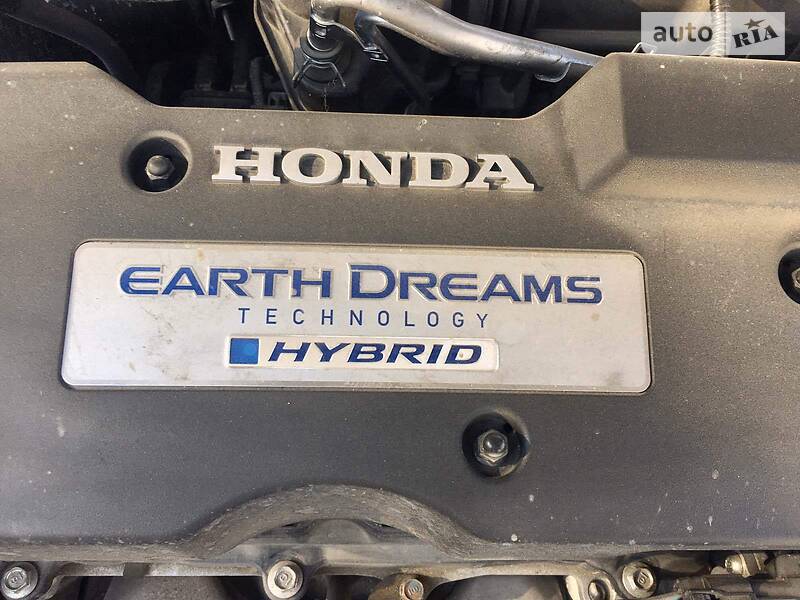 auto RIA
HONDA
EARTH DREAMS
TECHNOLOGY
HYBRID